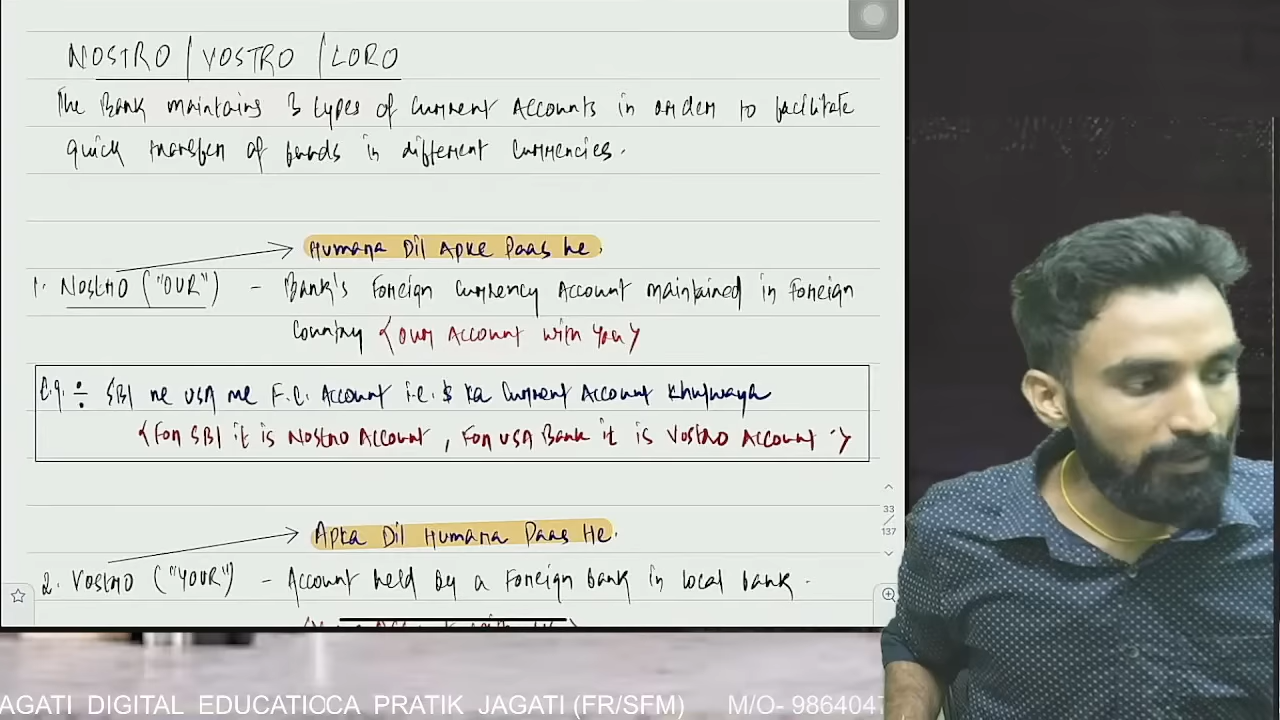 NOSTRO / VOSTRO / LORO
The Bank maintains 3 types of Current Accounts in order to facilitate
quick transfer of funds in different Currencies.
Humara Dil Apke Paas he.
1. Nostro ("OUR") - Bank's Foreign Currency Account maintained in Foreign
Country {our Account with You}
E.g. ÷ SBI ne USA me F.C. Account i.e. $ ka Current Account Khulwaya
{For SBI it is Nostro Account, For USA Bank it is Vostro Account.}
33
/
137
Apka Dil Humara Paas He.
2. Vostro ("YOUR") - Account held by a Foreign bank in local bank.
AGATI DIGITAL EDUCATIOCA PRATIK JAGATI (FR/SFM) M/O- 986404